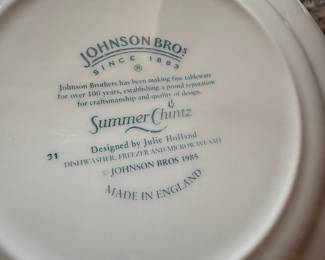 JOHNSON BROS
SINCE 1883
®
Johnson Brothers has been making fine tableware
for over 100 years, establishing a proud reputation
for craftsmanship and quality of design.
Summer Chintz
Designed by Julie Holland
31
DISHWASHER, FREEZER AND MICROWAVE SAFE
© JOHNSON BROS 1985
MADE IN ENGLAND